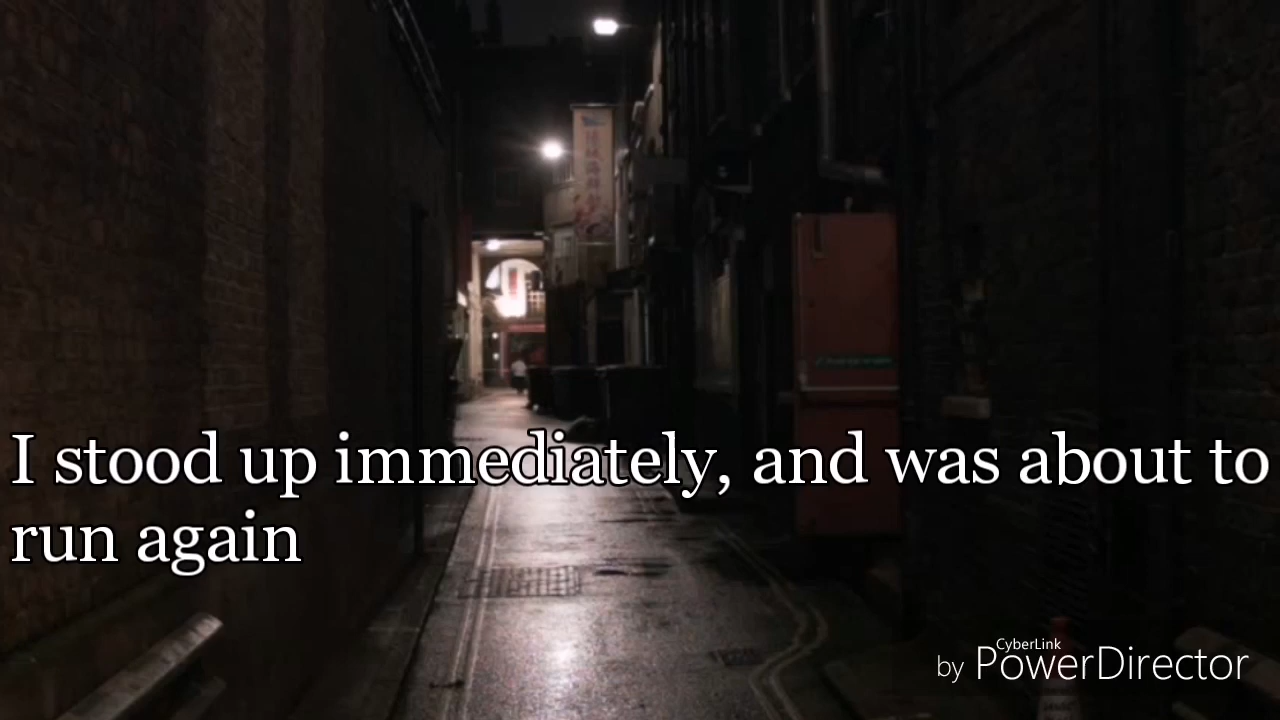 I stood up immediately, and was about to
run again
CyberLink
by PowerDirector